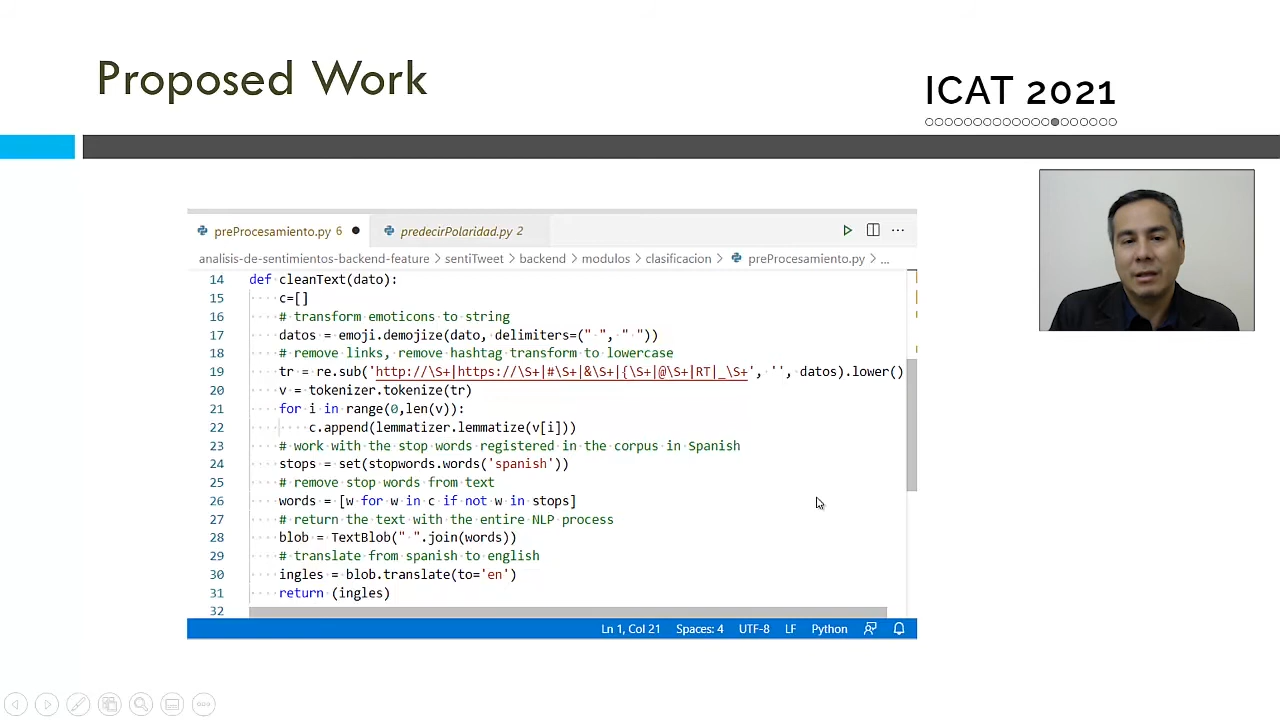 Proposed Work
ICAT 2021
preProcesamiento.py 6
predecirPolaridad.py 2
analisis-de-sentimientos-backend-feature > sentiTweet > backend > modulos > clasificacion > preProcesamiento.py > ...
14 def cleanText(dato):
15 c=[]
16 # transform emoticons to string
17 datos = emoji.demojize(dato, delimiters=(" ", " "))
18 # remove links, remove hashtag transform to lowercase
19 tr = re.sub('http://\S+|https://\S+|#\S+|&\S+|{\S+|@\S+|RT|_\S+', '', datos).lower()
20 v = tokenizer.tokenize(tr)
21 for i in range(0,len(v)):
22 c.append(lemmatizer.lemmatize(v[i]))
23 # work with the stop words registered in the corpus in Spanish
24 stops = set(stopwords.words('spanish'))
25 # remove stop words from text
26 words = [w for w in c if not w in stops]
27 # return the text with the entire NLP process
28 blob = TextBlob(" ".join(words))
29 # translate from spanish to english
30 ingles = blob.translate(to='en')
31 return (ingles)
32
Ln 1, Col 21 Spaces: 4 UTF-8 LF Python